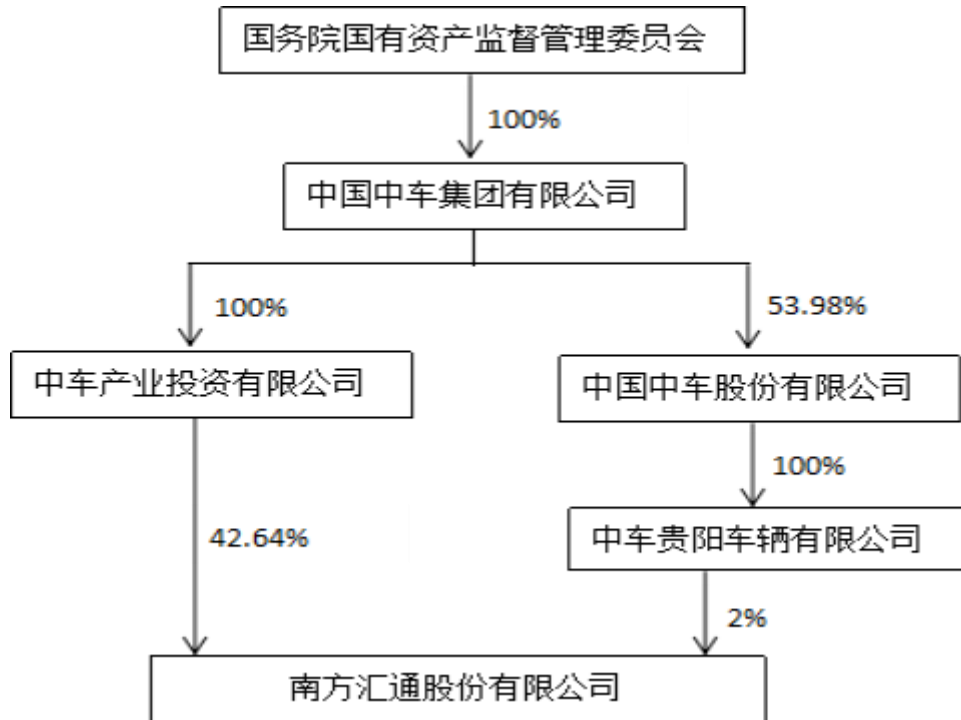 国务院国有资产监督管理委员会
100%
中国中车集团有限公司
100%
53.98%
中车产业投资有限公司
中国中车股份有限公司
100%
42.64%
中车贵阳车辆有限公司
2%
南方汇通股份有限公司